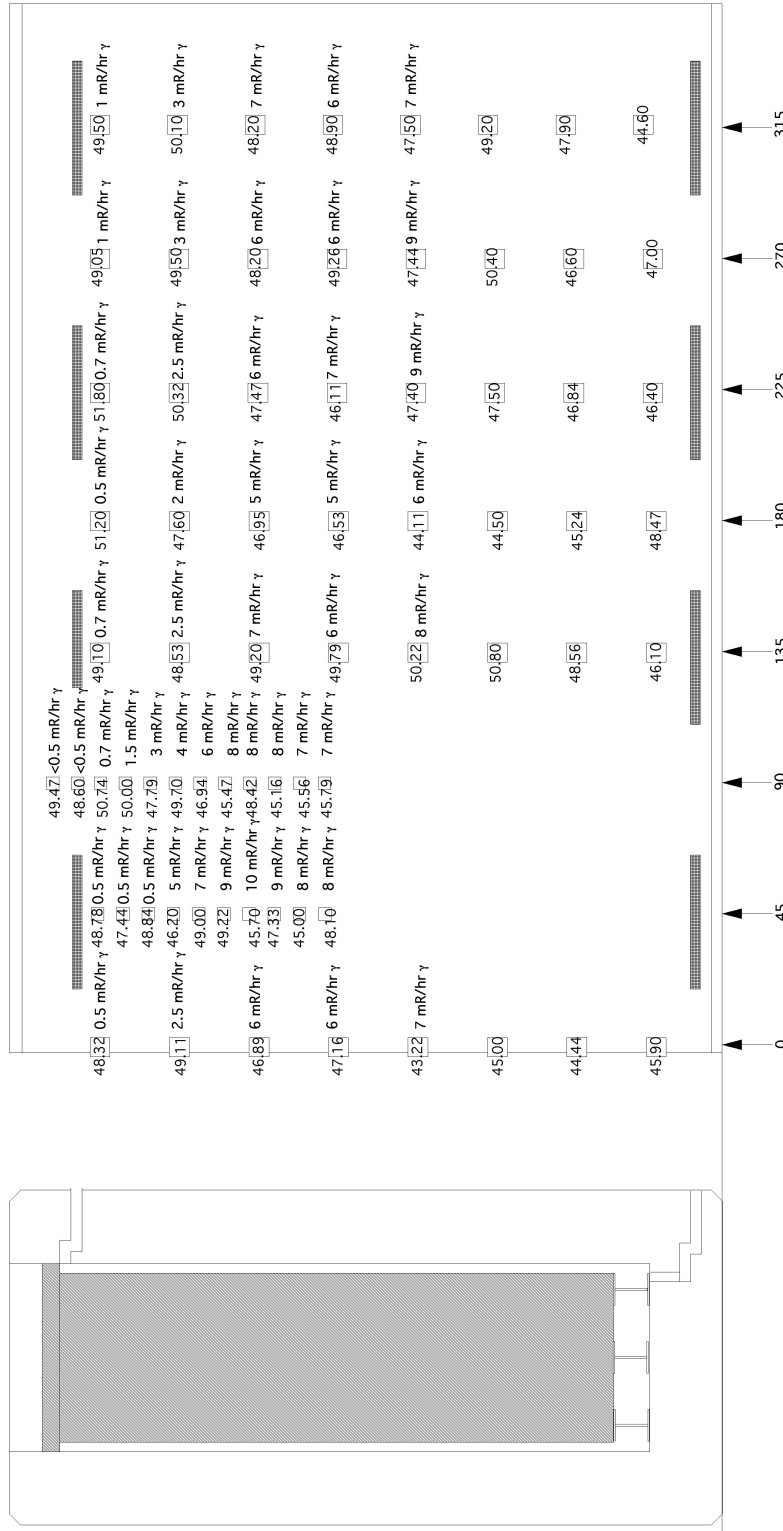 49.50 1 mR/hr γ
50.10 3 mR/hr γ
48.20 7 mR/hr γ
48.90 6 mR/hr γ
47.50 7 mR/hr γ
49.20
47.90
44.60
315
49.05 1 mR/hr γ
49.50 3 mR/hr γ
48.20 6 mR/hr γ
49.26 6 mR/hr γ
47.44 9 mR/hr γ
50.40
46.60
47.00
270
51.80 0.7 mR/hr γ
50.32 2.5 mR/hr γ
47.47 6 mR/hr γ
46.11 7 mR/hr γ
47.40 9 mR/hr γ
47.50
46.84
46.40
225
51.20 0.5 mR/hr γ
47.60 2 mR/hr γ
46.95 5 mR/hr γ
46.53 5 mR/hr γ
44.11 6 mR/hr γ
44.50
45.24
48.47
180
49.10 0.7 mR/hr γ
48.53 2.5 mR/hr γ
49.20 7 mR/hr γ
49.79 6 mR/hr γ
50.22 8 mR/hr γ
50.80
48.56
46.10
135
49.47 <0.5 mR/hr γ
48.60 <0.5 mR/hr γ
50.74 0.7 mR/hr γ
50.00 1.5 mR/hr γ
47.79 3 mR/hr γ
49.70 4 mR/hr γ
46.94 6 mR/hr γ
45.47 8 mR/hr γ
48.42 8 mR/hr γ
45.16 8 mR/hr γ
45.56 7 mR/hr γ
45.79 7 mR/hr γ
90
48.78 0.5 mR/hr γ
47.44 0.5 mR/hr γ
48.84 0.5 mR/hr γ
46.20 5 mR/hr γ
49.00 7 mR/hr γ
49.22 9 mR/hr γ
45.70 10 mR/hr γ
47.33 9 mR/hr γ
45.00 8 mR/hr γ
48.10 8 mR/hr γ
45
48.32 0.5 mR/hr γ
49.11 2.5 mR/hr γ
46.89 6 mR/hr γ
47.16 6 mR/hr γ
43.22 7 mR/hr γ
45.00
44.44
45.90
0